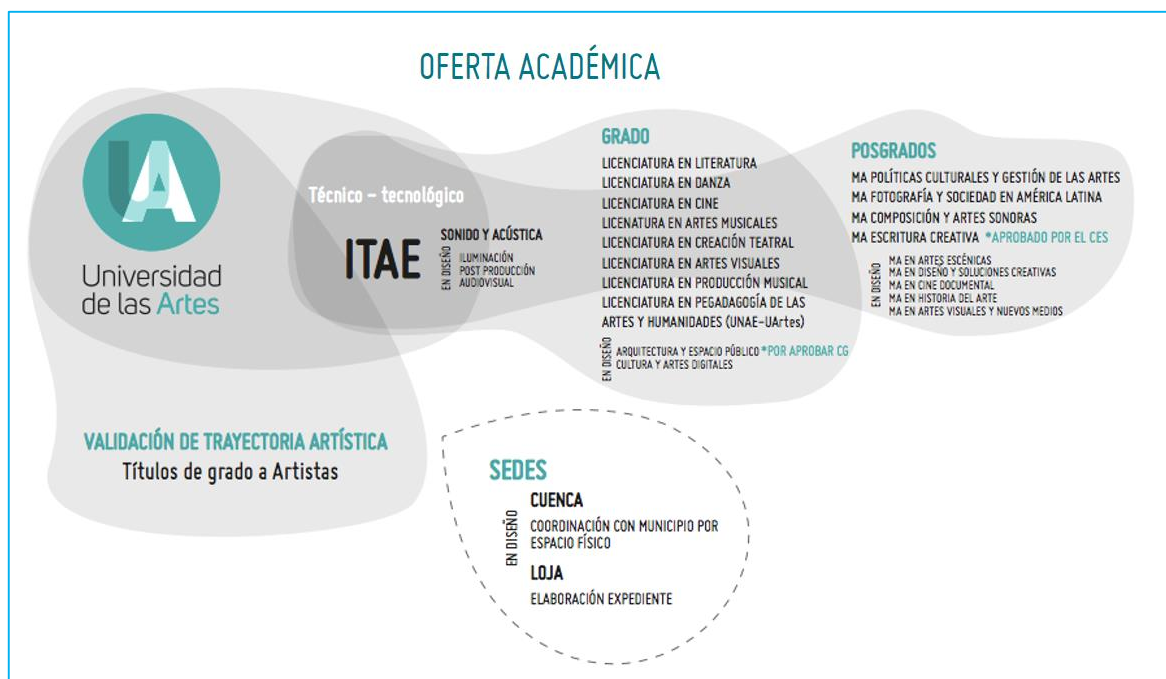 OFERTA ACADÉMICA
UA
Universidad
de las Artes
Técnico – tecnológico
ITAE
SONIDO Y ACÚSTICA
EN DISEÑO
ILUMINACIÓN
POST PRODUCCIÓN
AUDIOVISUAL
GRADO
LICENCIATURA EN LITERATURA
LICENCIATURA EN DANZA
LICENCIATURA EN CINE
LICENATURA EN ARTES MUSICALES
LICENCIATURA EN CREACIÓN TEATRAL
LICENCIATURA EN ARTES VISUALES
LICENCIATURA EN PRODUCCIÓN MUSICAL
LICENCIATURA EN PEGADAGOGÍA DE LAS
ARTES Y HUMANIDADES (UNAE-UArtes)
EN DISEÑO
ARQUITECTURA Y ESPACIO PÚBLICO *POR APROBAR CG
CULTURA Y ARTES DIGITALES
POSGRADOS
MA POLÍTICAS CULTURALES Y GESTIÓN DE LAS ARTES
MA FOTOGRAFÍA Y SOCIEDAD EN AMÉRICA LATINA
MA COMPOSICIÓN Y ARTES SONORAS
MA ESCRITURA CREATIVA *APROBADO POR EL CES
EN DISEÑO
MA EN ARTES ESCÉNICAS
MA EN DISEÑO Y SOLUCIONES CREATIVAS
MA EN CINE DOCUMENTAL
MA EN HISTORIA DEL ARTE
MA EN ARTES VISUALES Y NUEVOS MEDIOS
VALIDACIÓN DE TRAYECTORIA ARTÍSTICA
Títulos de grado a Artistas
SEDES
EN DISEÑO
CUENCA
COORDINACIÓN CON MUNICIPIO POR
ESPACIO FÍSICO
LOJA
ELABORACIÓN EXPEDIENTE